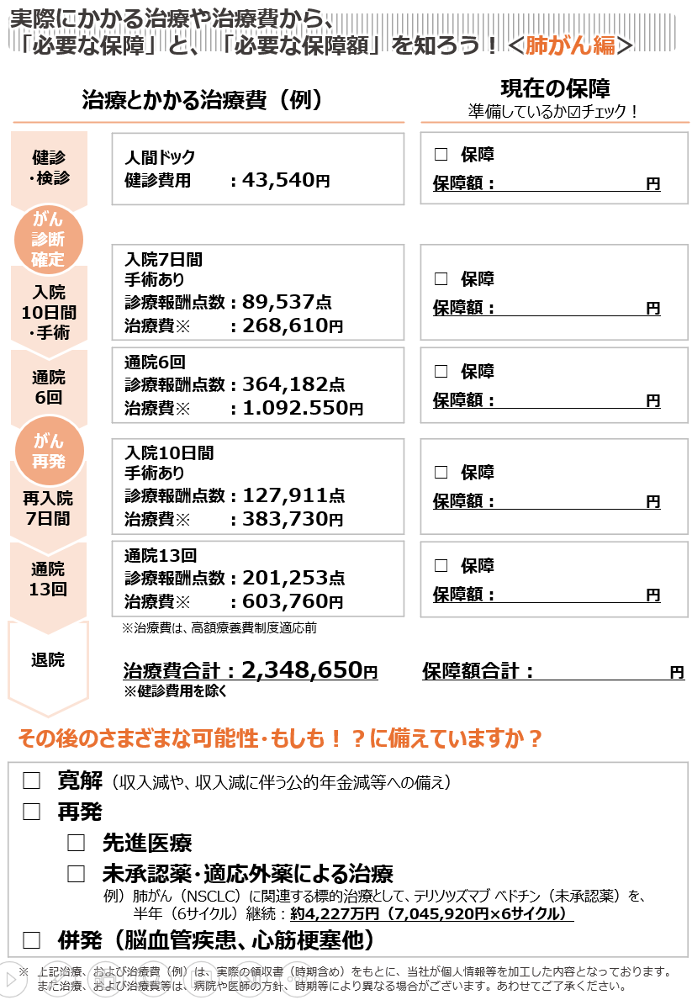 実際にかかる治療や治療費から、
「必要な保障」と、「必要な保障額」を知ろう！＜肺がん編＞
治療とかかる治療費（例）
現在の保障
準備しているか☑チェック！
健診
・検診
人間ドック
健診費用　：43,540円
□ 保障
保障額：　円
がん
診断
確定
入院
10日間
・手術
入院7日間
手術あり
診療報酬点数：89,537点
治療費※　：268,610円
□ 保障
保障額：　円
通院
6回
通院6回
診療報酬点数：364,182点
治療費※　：1.092.550円
□ 保障
保障額：　円
がん
再発
再入院
7日間
入院10日間
手術あり
診療報酬点数：127,911点
治療費※　：383,730円
□ 保障
保障額：　円
通院
13回
通院13回
診療報酬点数：201,253点
治療費※　：603,760円
□ 保障
保障額：　円
※治療費は、高額療養費制度適応前
退院
治療費合計：2,348,650円
※健診費用を除く
保障額合計：　円
その後のさまざまな可能性・もしも！？に備えていますか？
□ 寛解（収入減や、収入減に伴う公的年金減等への備え）
□ 再発
□ 先進医療
□ 未承認薬・適応外薬による治療
例）肺がん（NSCLC）に関連する標的治療として、テリソツズマブ ベドチン（未承認薬）を、
半年（6サイクル）継続：約4,227万円（7,045,920円×6サイクル）
□ 併発（脳血管疾患、心筋梗塞他）
※ 上記治療、および治療費（例）は、実際の領収書（時期含め）をもとに、当社が個人情報等を加工した内容となっております。
また治療、および治療費等は、病院や医師の方針、時期等により異なる場合がございます。あわせてご了承ください。